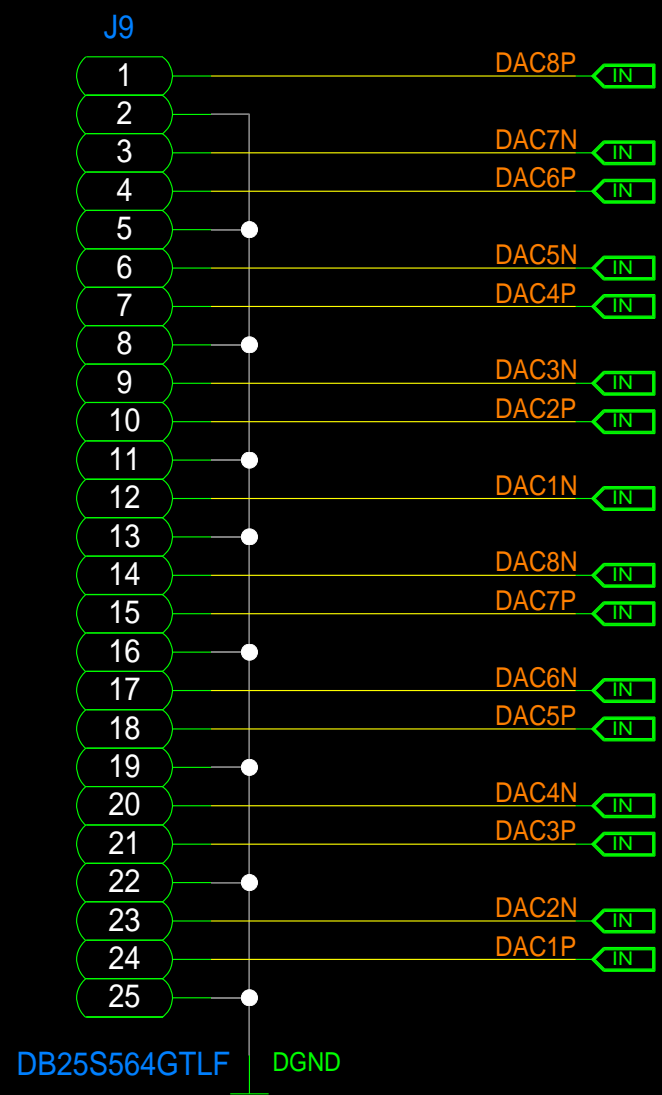 J9
1 DAC8P IN
2
3 DAC7N IN
4 DAC6P IN
5
6 DAC5N IN
7 DAC4P IN
8
9 DAC3N IN
10 DAC2P IN
11
12 DAC1N IN
13
14 DAC8N IN
15 DAC7P IN
16
17 DAC6N IN
18 DAC5P IN
19
20 DAC4N IN
21 DAC3P IN
22
23 DAC2N IN
24 DAC1P IN
25
DB25S564GTLF DGND